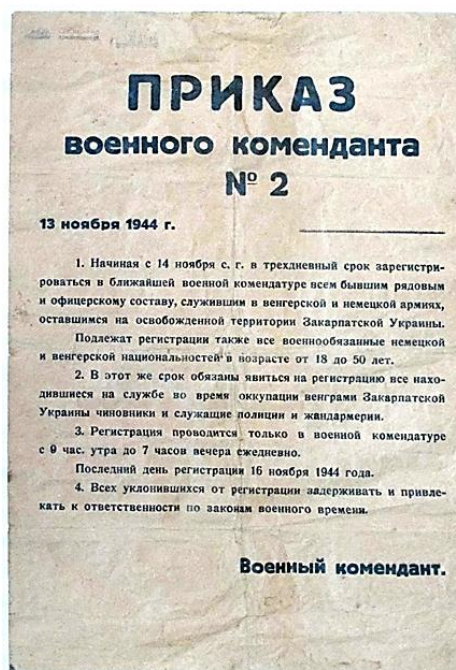 ПРИКАЗ
военного коменданта
№ 2
13 ноября 1944 г.
1. Начиная с 14 ноября с. г. в трехдневный срок зарегистри-
роваться в ближайшей военной комендатуре всем бывшим рядовым
и офицерскому составу, служившим в венгерской и немецкой армиях,
оставшимся на освобожденной территории Закарпатской Украины.
Подлежат регистрации также все военнообязанные немецкой
и венгерской национальностей в возрасте от 18 до 50 лет.
2. В этот же срок обязаны явиться на регистрацию все нахо-
дившиеся на службе во время оккупации венграми Закарпатской
Украины чиновники и служащие полиции и жандармерии.
3. Регистрация проводится только в военной комендатуре
с 9 час. утра до 7 часов вечера ежедневно.
Последний день регистрации 16 ноября 1944 года.
4. Всех уклонившихся от регистрации задерживать и привле-
кать к ответственности по законам военного времени.
Военный комендант.